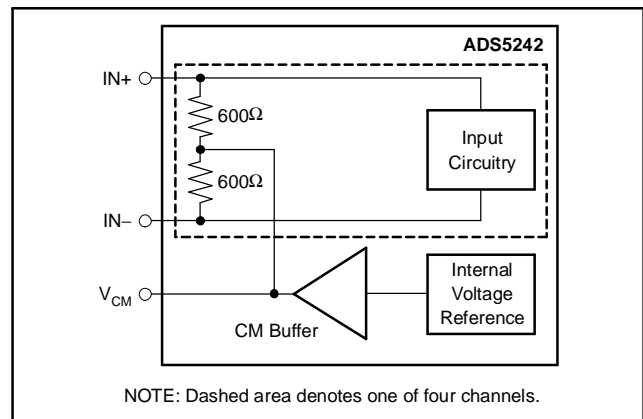 ADS5242
IN+
600Ω
Input
Circuitry
600Ω
IN−
Internal
Voltage
Reference
VCM
CM Buffer
NOTE: Dashed area denotes one of four channels.